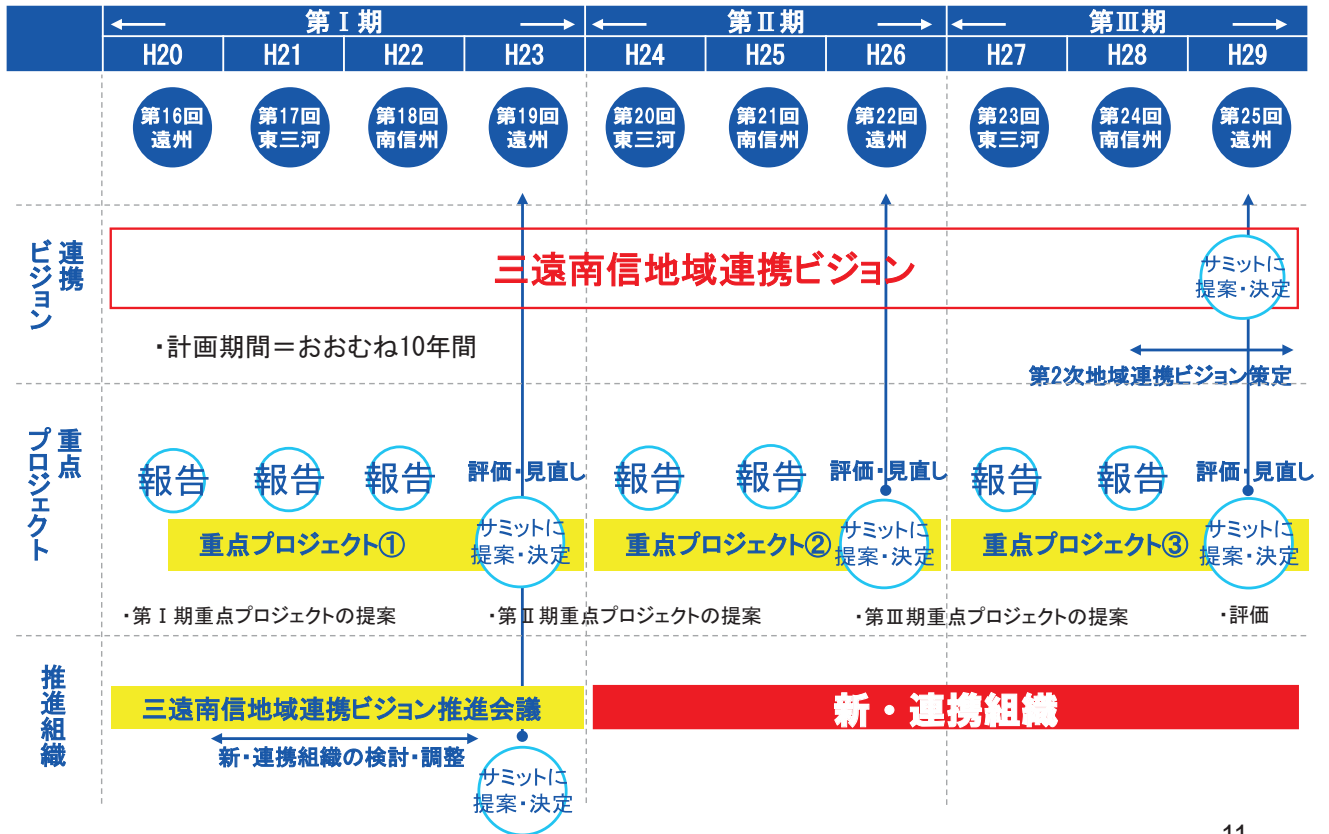 第Ⅰ期 第Ⅱ期 第Ⅲ期
H20 H21 H22 H23 H24 H25 H26 H27 H28 H29
第16回
遠州
第17回
東三河
第18回
南信州
第19回
遠州
第20回
東三河
第21回
南信州
第22回
遠州
第23回
東三河
第24回
南信州
第25回
遠州
連携
ビジョン
三遠南信地域連携ビジョン
サミットに
提案・決定
・計画期間＝おおむね10年間
第2次地域連携ビジョン策定
重点
プロジェクト
報告 報告 報告 評価・見直し 報告 報告 評価・見直し 報告 報告 評価・見直し
重点プロジェクト①
サミットに
提案・決定
重点プロジェクト②
サミットに
提案・決定
重点プロジェクト③
サミットに
提案・決定
・第Ⅰ期重点プロジェクトの提案 ・第Ⅱ期重点プロジェクトの提案 ・第Ⅲ期重点プロジェクトの提案 ・評価
推進組織
三遠南信地域連携ビジョン推進会議
新・連携組織
新・連携組織の検討・調整
サミットに
提案・決定